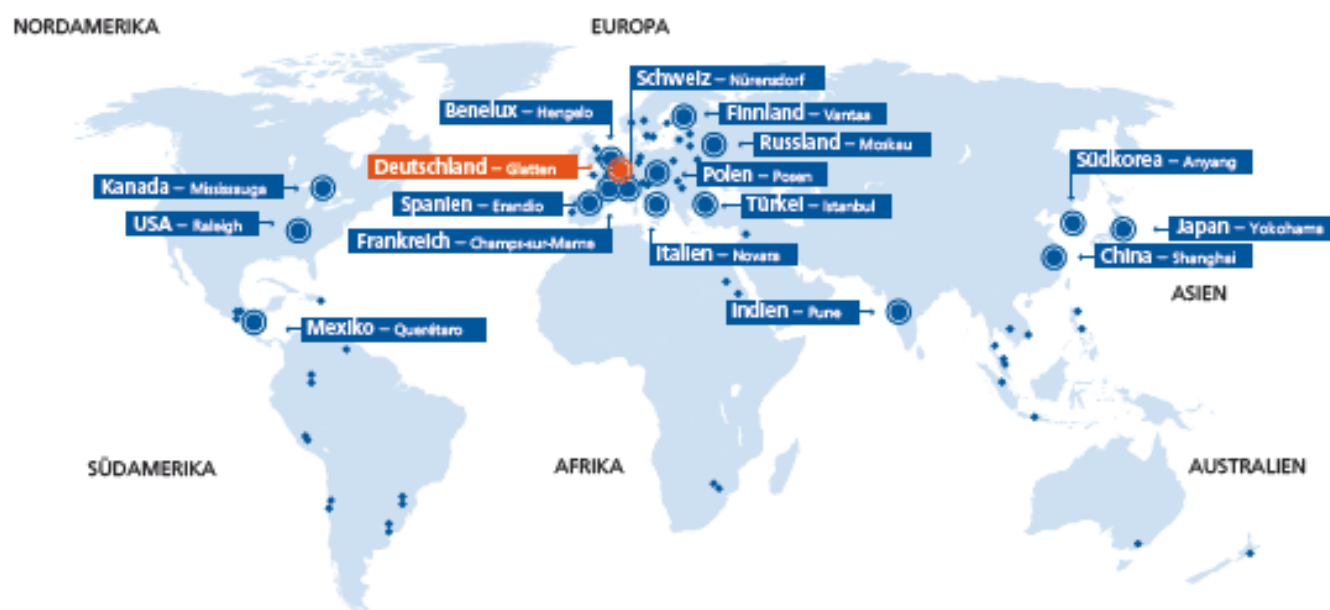 NORDAMERIKA
EUROPA
Schweiz – Nürensdorf
Benelux – Hengelo
Finnland – Vantaa
Russland – Moskau
Deutschland – Glatten
Südkorea – Anyang
Kanada – Mississauga
Polen – Posen
Spanien – Erandio
Türkei – Istanbul
USA – Raleigh
Japan – Yokohama
Frankreich – Champs-sur-Marne
Italien – Novara
China – Shanghai
ASIEN
Indien – Pune
Mexiko – Querétaro
SÜDAMERIKA
AFRIKA
AUSTRALIEN